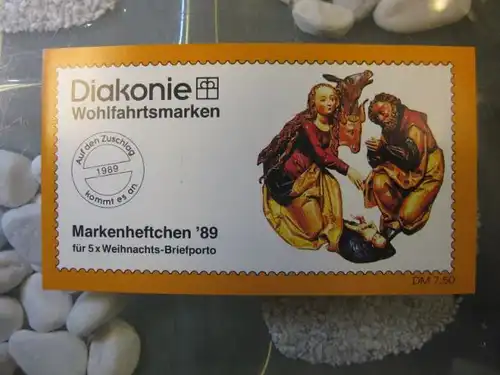 Diakonie
Wohlfahrtsmarken
Auf den Zuschlag
1989
kommt es an
Markenheftchen '89
für 5 x Weihnachts-Briefporto
DM 7,50